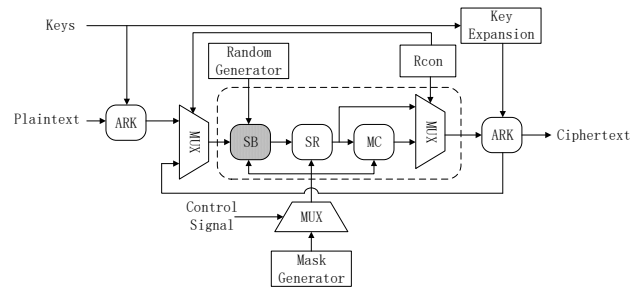 Keys
Key
Expansion
Random
Generator
Rcon
Plaintext
ARK
MUX
SB
SR
MC
MUX
ARK
Ciphertext
Control
Signal
MUX
Mask
Generator